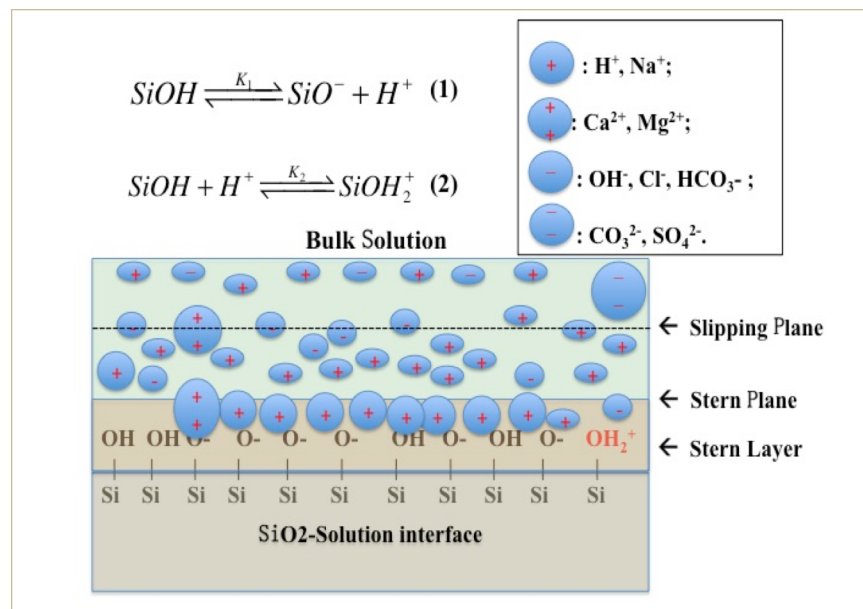 SiOH ⇌ SiO⁻ + H⁺ (1)
K₁
SiOH + H⁺ ⇌ SiOH₂⁺ (2)
K₂
+ : H⁺, Na⁺;
+ + : Ca²⁺, Mg²⁺;
− : OH⁻, Cl⁻, HCO₃- ;
− − : CO₃²⁻, SO₄²⁻.
Bulk Solution
Slipping Plane
Stern Plane
OH OH O- O- O- O- OH O- OH O- OH₂⁺
Stern Layer
Si Si Si Si Si Si Si Si Si Si Si
SiO2-Solution interface